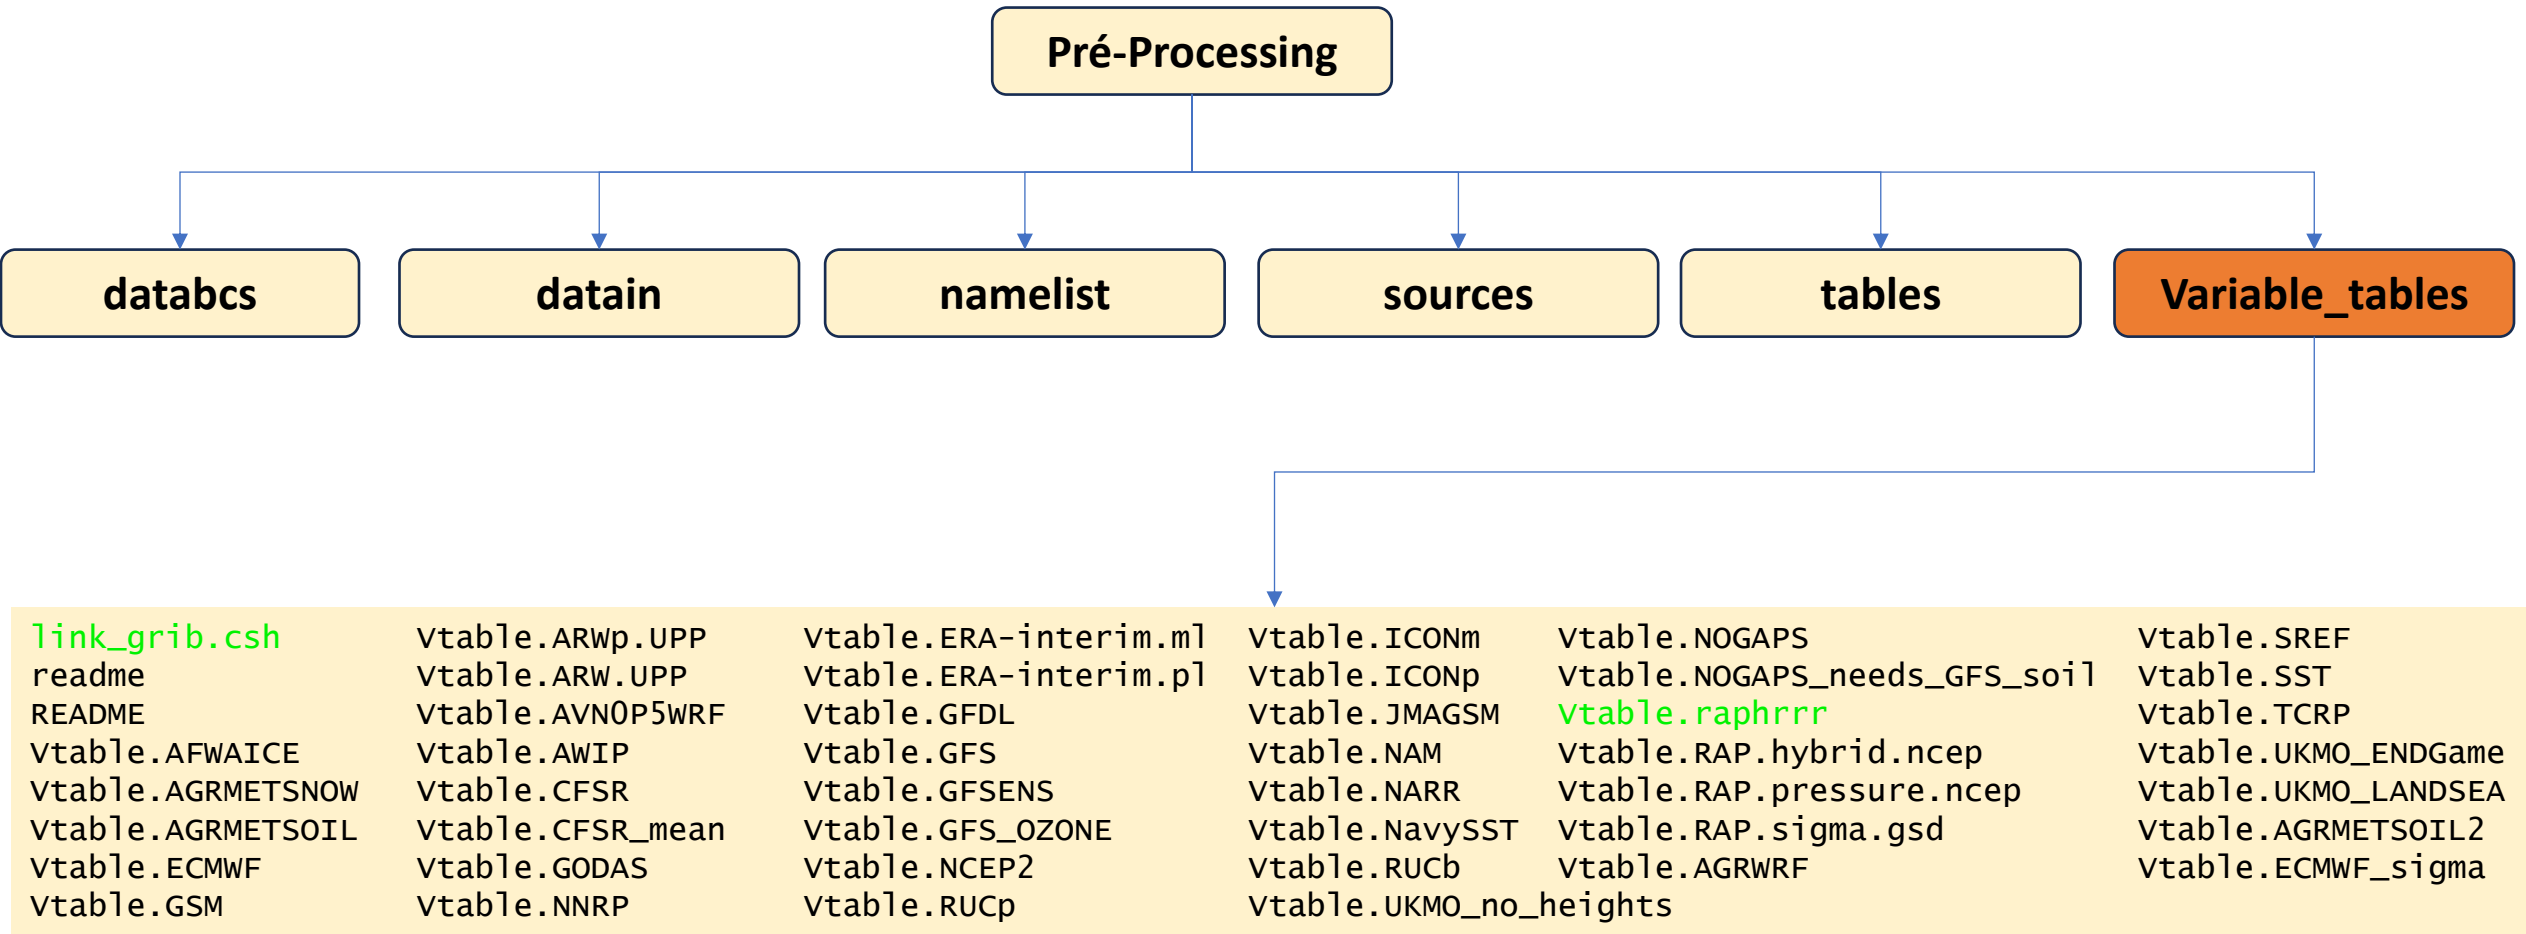 Pré-Processing
databcs datain namelist sources tables Variable_tables
link_grib.csh Vtable.ARWp.UPP Vtable.ERA-interim.ml Vtable.ICONm Vtable.NOGAPS Vtable.SREF
readme Vtable.ARW.UPP Vtable.ERA-interim.pl Vtable.ICONp Vtable.NOGAPS_needs_GFS_soil Vtable.SST
README Vtable.AVN0P5WRF Vtable.GFDL Vtable.JMAGSM Vtable.raphrrr Vtable.TCRP
Vtable.AFWAICE Vtable.AWIP Vtable.GFS Vtable.NAM Vtable.RAP.hybrid.ncep Vtable.UKMO_ENDGame
Vtable.AGRMETSNOW Vtable.CFSR Vtable.GFSENS Vtable.NARR Vtable.RAP.pressure.ncep Vtable.UKMO_LANDSEA
Vtable.AGRMETSOIL Vtable.CFSR_mean Vtable.GFS_OZONE Vtable.NavySST Vtable.RAP.sigma.gsd Vtable.AGRMETSOIL2
Vtable.ECMWF Vtable.GODAS Vtable.NCEP2 Vtable.RUCb Vtable.AGRWRF Vtable.ECMWF_sigma
Vtable.GSM Vtable.NNRP Vtable.RUCp Vtable.UKMO_no_heights